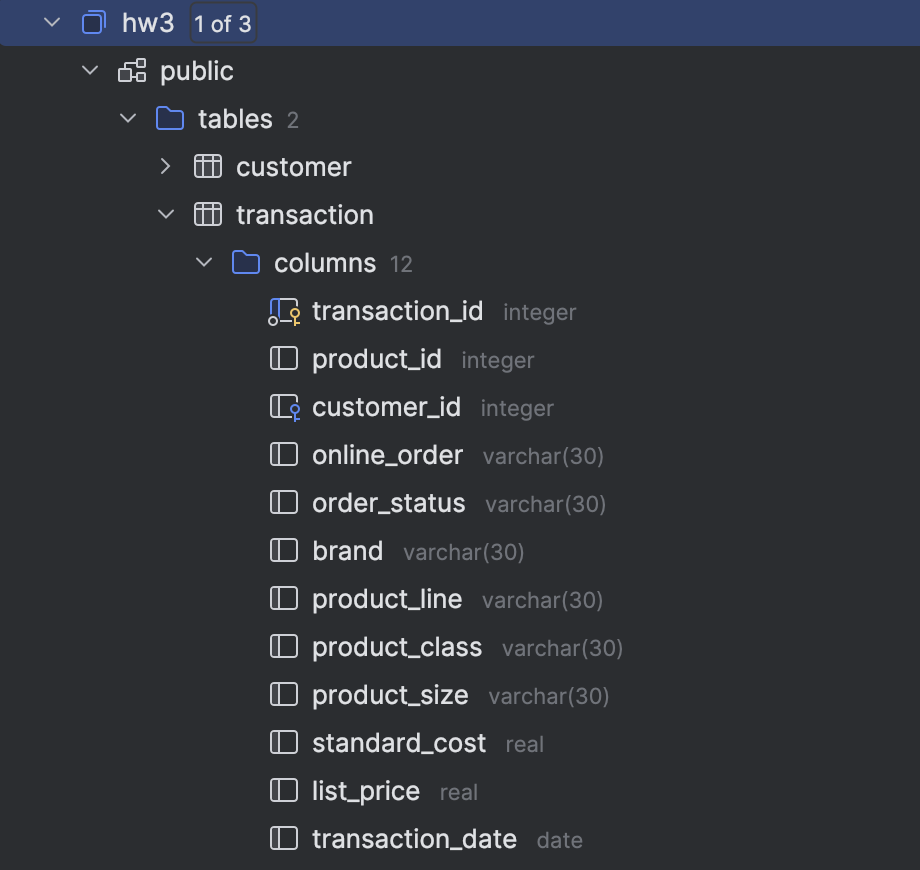 hw3 1 of 3
public
tables 2
customer
transaction
columns 12
transaction_id integer
product_id integer
customer_id integer
online_order varchar(30)
order_status varchar(30)
brand varchar(30)
product_line varchar(30)
product_class varchar(30)
product_size varchar(30)
standard_cost real
list_price real
transaction_date date